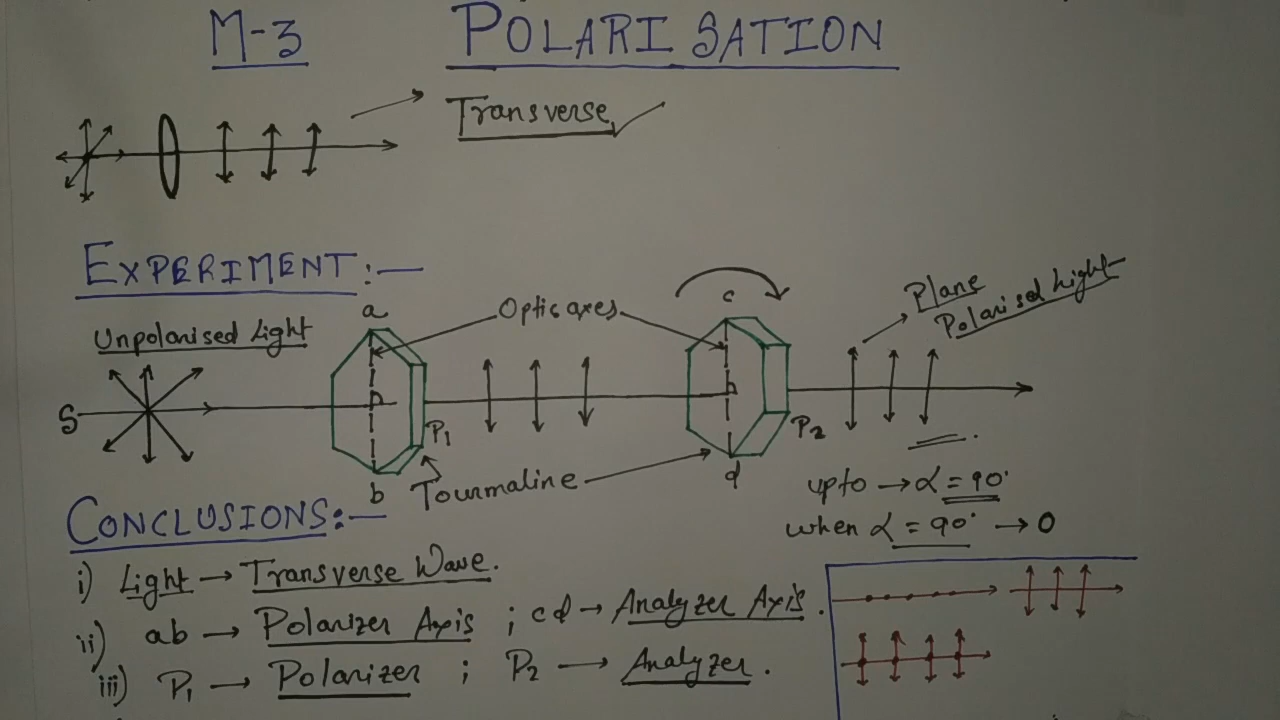 M-3 POLARISATION
Transverse
EXPERIMENT:-
Unpolarised Light
a
Optic axes
c
Plane
Polarised Light
S
P₁
P₂
b
Tourmaline
d
upto → α = 90°
when α = 90° → 0
CONCLUSIONS:-
i) Light → Transverse Wave.
ii) ab → Polarizer Axis ; cd → Analyzer Axis.
iii) P₁ → Polarizer ; P₂ → Analyzer.